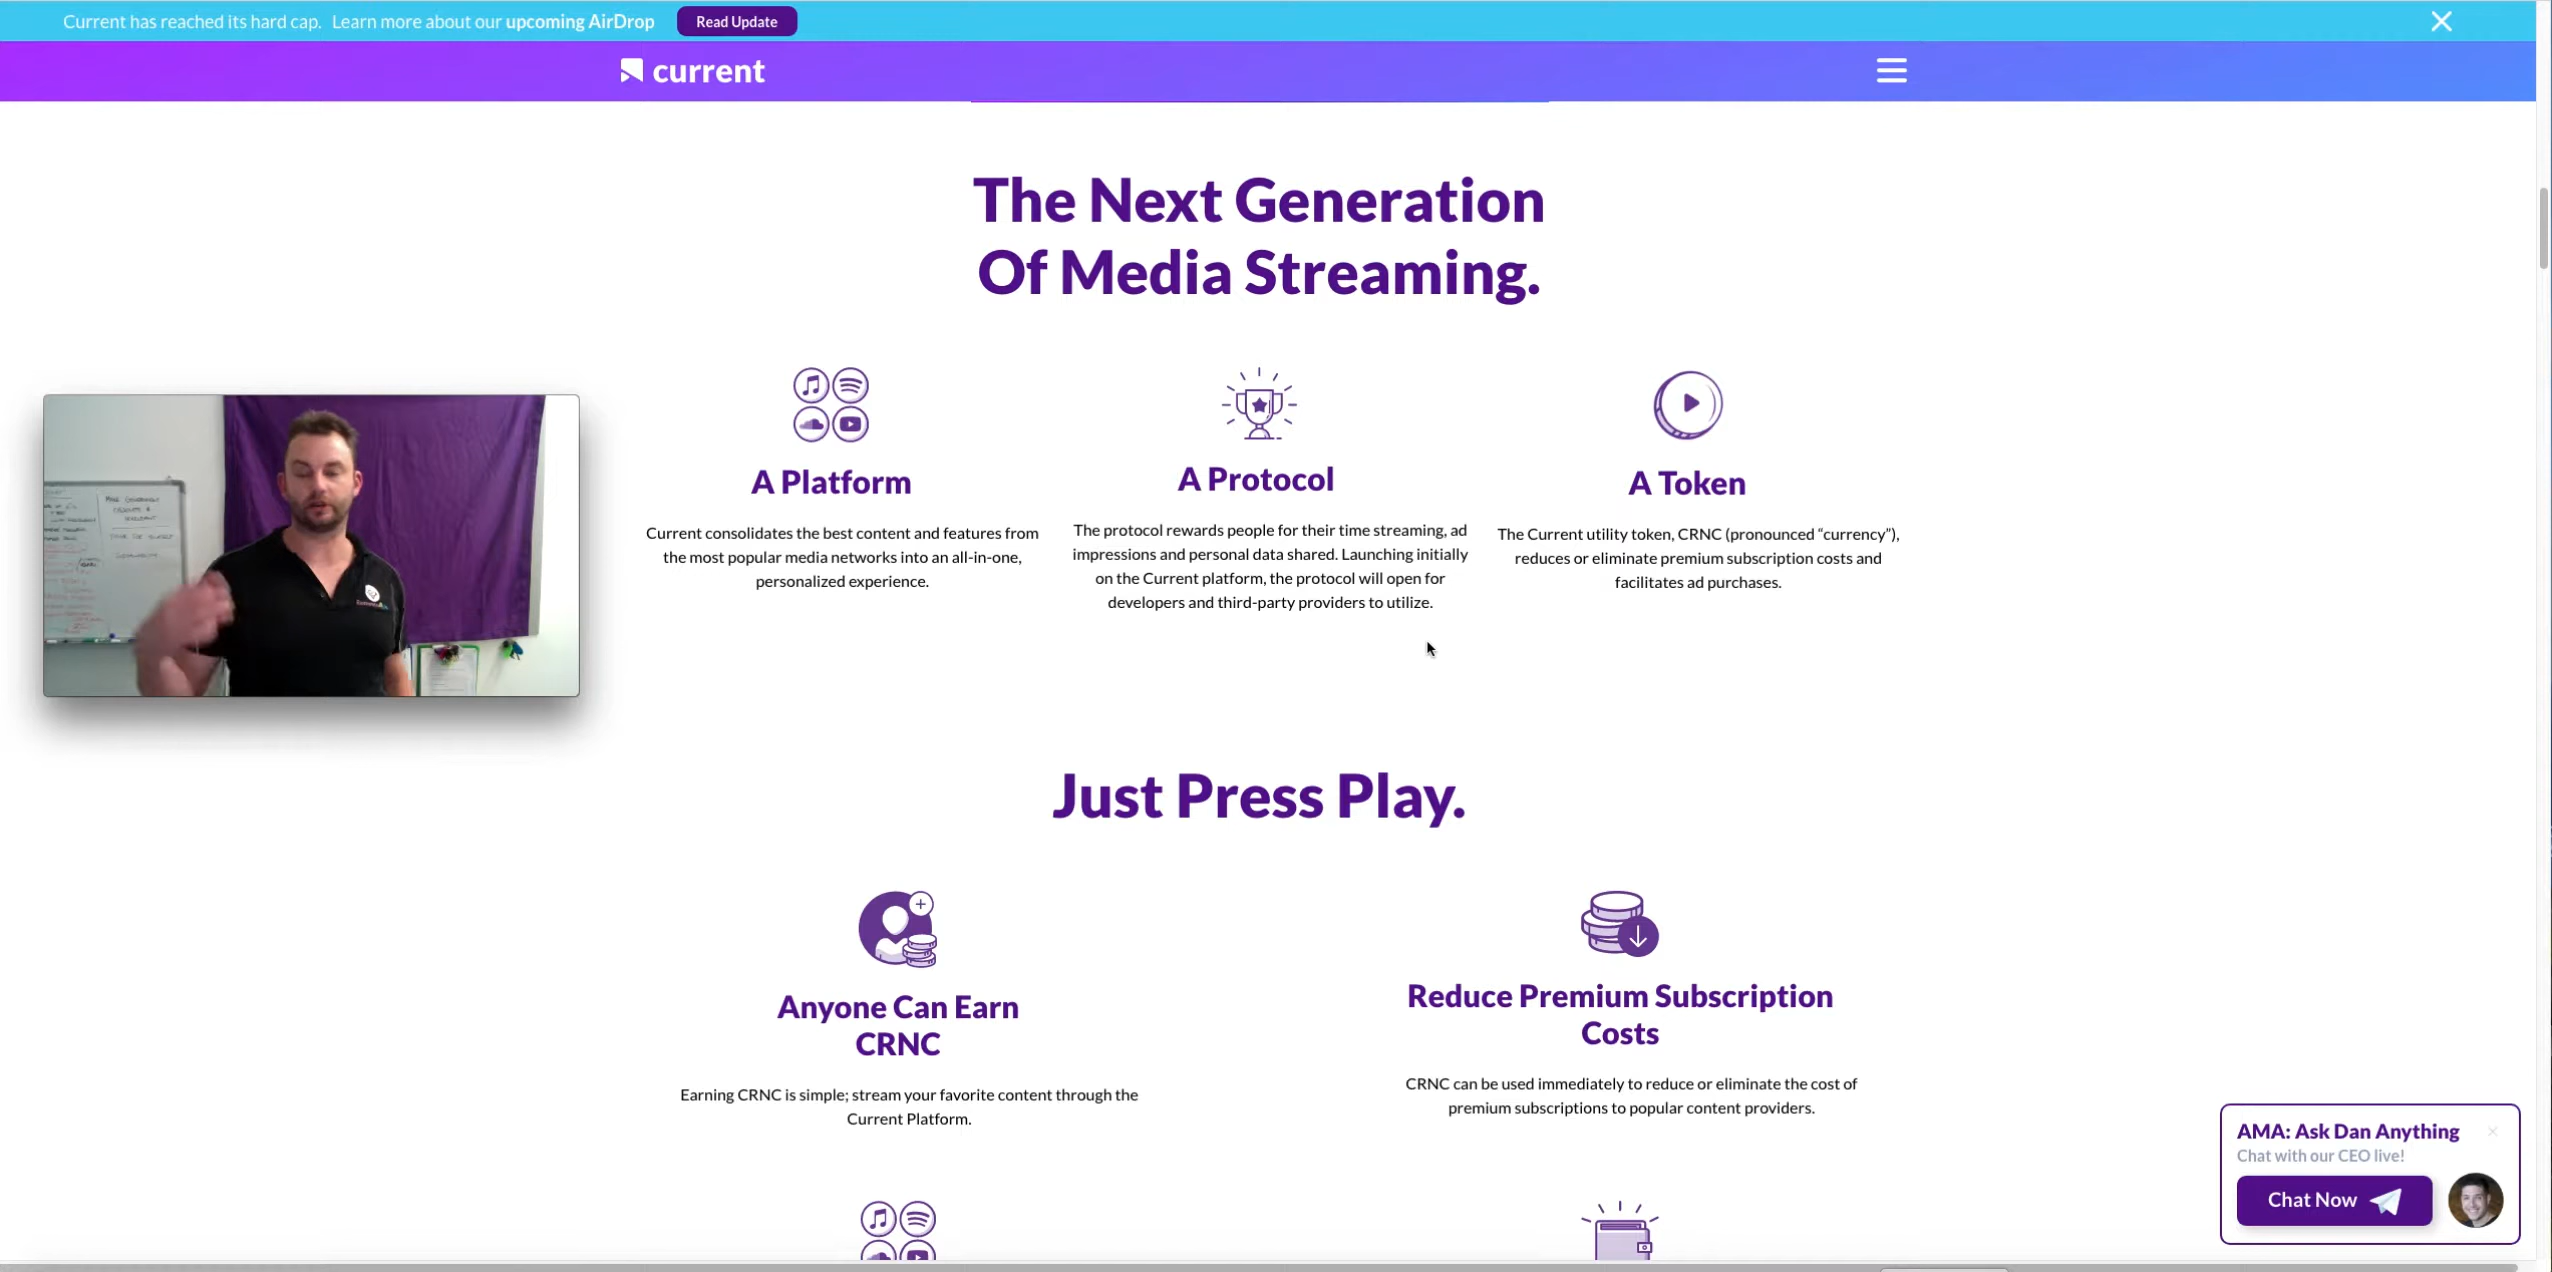 Current has reached its hard cap. Learn more about our upcoming AirDrop Read Update
current
The Next Generation
Of Media Streaming.
A Platform
Current consolidates the best content and features from
the most popular media networks into an all-in-one,
personalized experience.
A Protocol
The protocol rewards people for their time streaming, ad
impressions and personal data shared. Launching initially
on the Current platform, the protocol will open for
developers and third-party providers to utilize.
A Token
The Current utility token, CRNC (pronounced “currency”),
reduces or eliminate premium subscription costs and
facilitates ad purchases.
Just Press Play.
Anyone Can Earn
CRNC
Earning CRNC is simple; stream your favorite content through the
Current Platform.
Reduce Premium Subscription
Costs
CRNC can be used immediately to reduce or eliminate the cost of
premium subscriptions to popular content providers.
AMA: Ask Dan Anything
Chat with our CEO live!
Chat Now